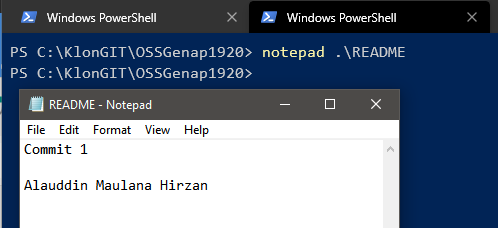 Windows PowerShell
Windows PowerShell
PS C:\KlonGIT\OSSGenap1920> notepad .\README
PS C:\KlonGIT\OSSGenap1920>
README - Notepad
File Edit Format View Help
Commit 1
Alauddin Maulana Hirzan